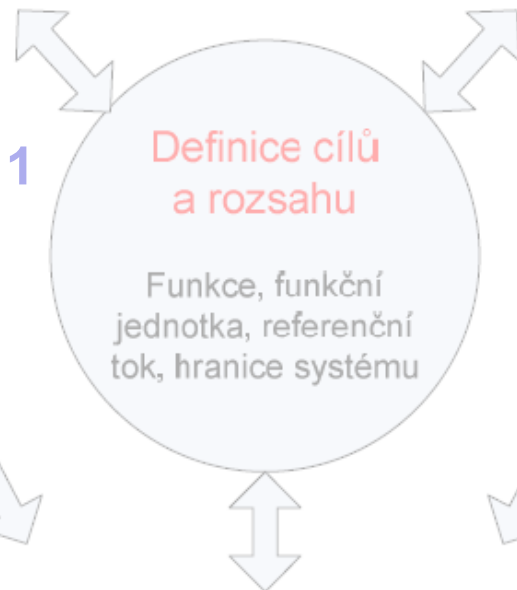 1
Definice cílů
a rozsahu
Funkce, funkční
jednotka, referenční
tok, hranice systému